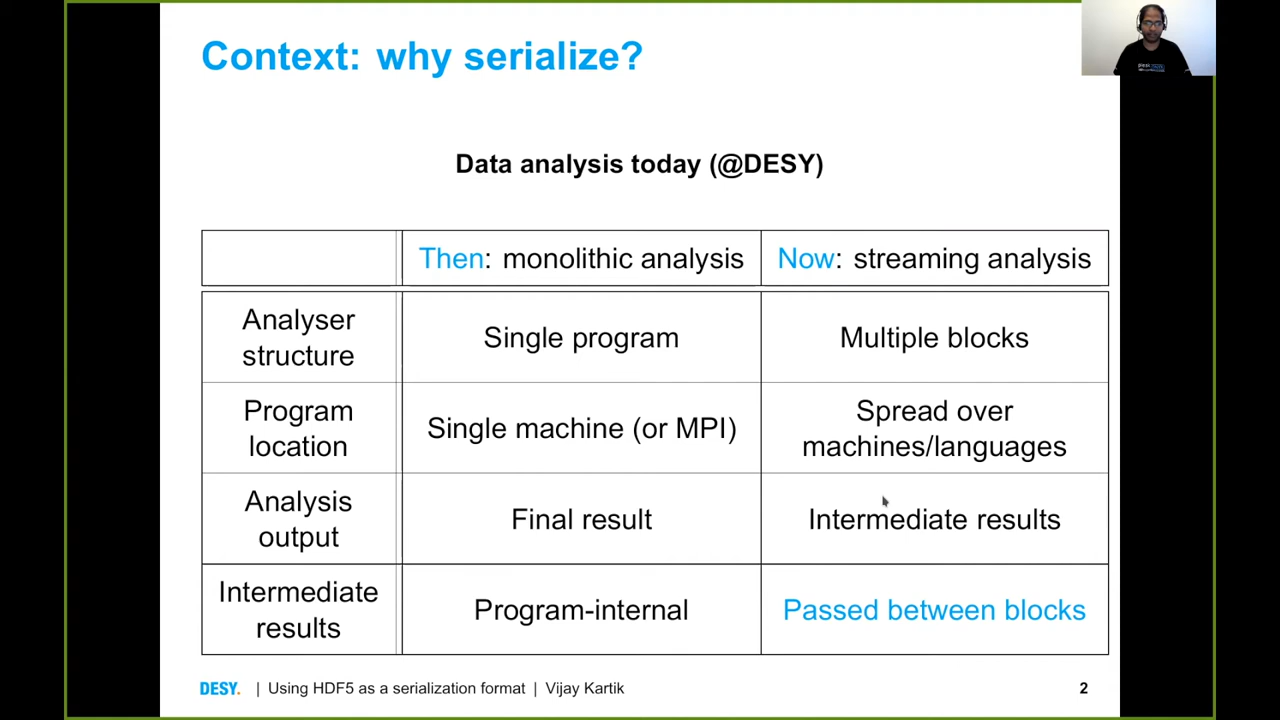 Context: why serialize?
Data analysis today (@DESY)
Then: monolithic analysis
Now: streaming analysis
Analyser
structure
Single program
Multiple blocks
Program
location
Single machine (or MPI)
Spread over
machines/languages
Analysis
output
Final result
Intermediate results
Intermediate
results
Program-internal
Passed between blocks
DESY. | Using HDF5 as a serialization format | Vijay Kartik
2